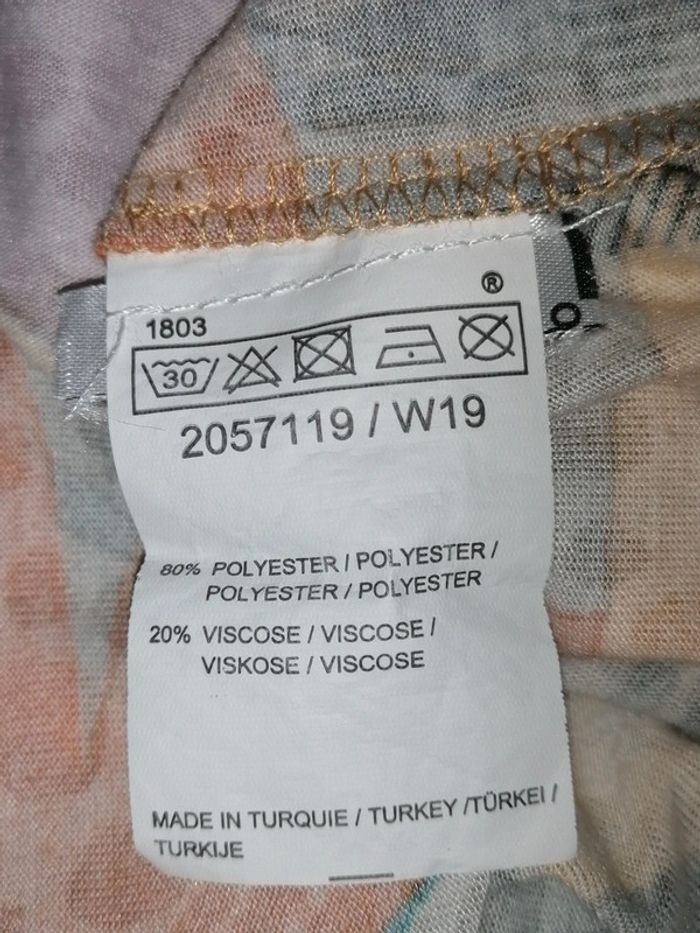 ®
1803
30
2057119 / W19
80% POLYESTER / POLYESTER /
POLYESTER / POLYESTER
20% VISCOSE / VISCOSE /
VISKOSE / VISCOSE
MADE IN TURQUIE / TURKEY /TÜRKEI /
TURKIJE